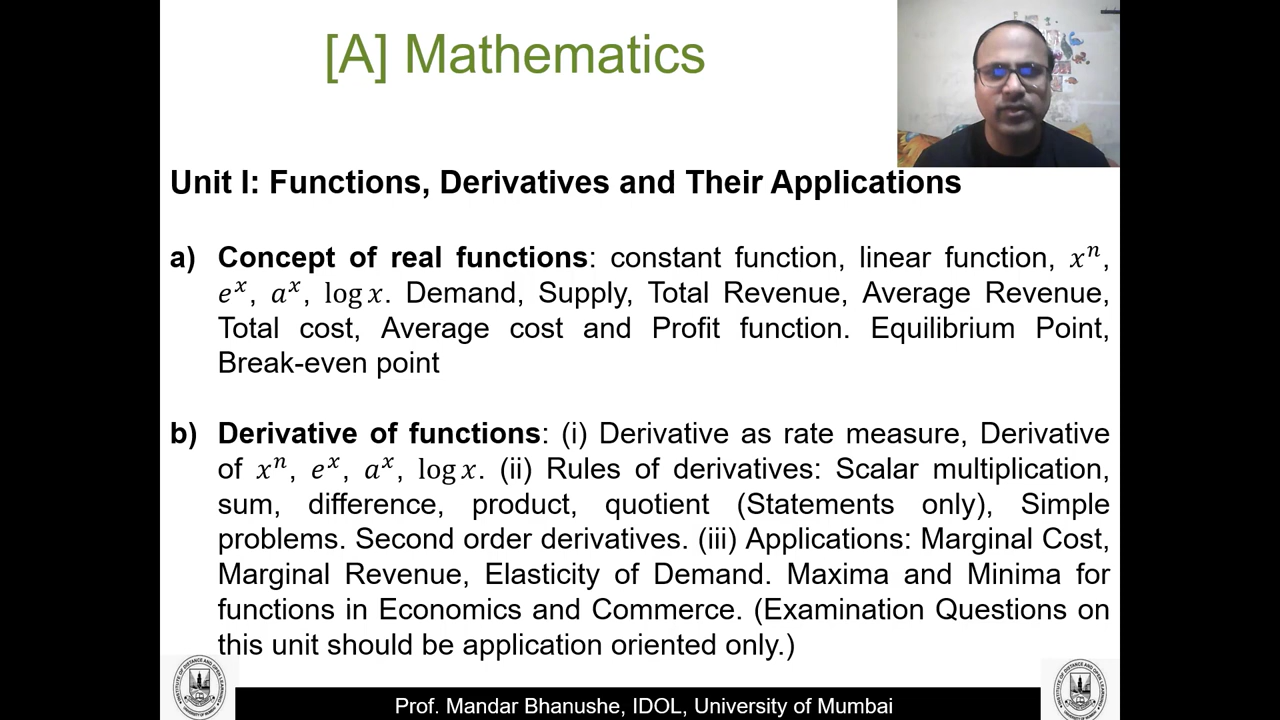 [A] Mathematics
Unit I: Functions, Derivatives and Their Applications
a) Concept of real functions: constant function, linear function, xⁿ,
eˣ, aˣ, log x. Demand, Supply, Total Revenue, Average Revenue,
Total cost, Average cost and Profit function. Equilibrium Point,
Break-even point
b) Derivative of functions: (i) Derivative as rate measure, Derivative
of xⁿ, eˣ, aˣ, log x. (ii) Rules of derivatives: Scalar multiplication,
sum, difference, product, quotient (Statements only), Simple
problems. Second order derivatives. (iii) Applications: Marginal Cost,
Marginal Revenue, Elasticity of Demand. Maxima and Minima for
functions in Economics and Commerce. (Examination Questions on
this unit should be application oriented only.)
Prof. Mandar Bhanushe, IDOL, University of Mumbai